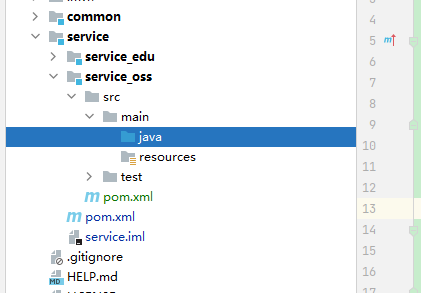 common
service
service_edu
service_oss
src
main
java
resources
test
pom.xml
pom.xml
service.iml
.gitignore
HELP.md
4
5
6
7
8
9
10
11
12
13
14
15
16
17